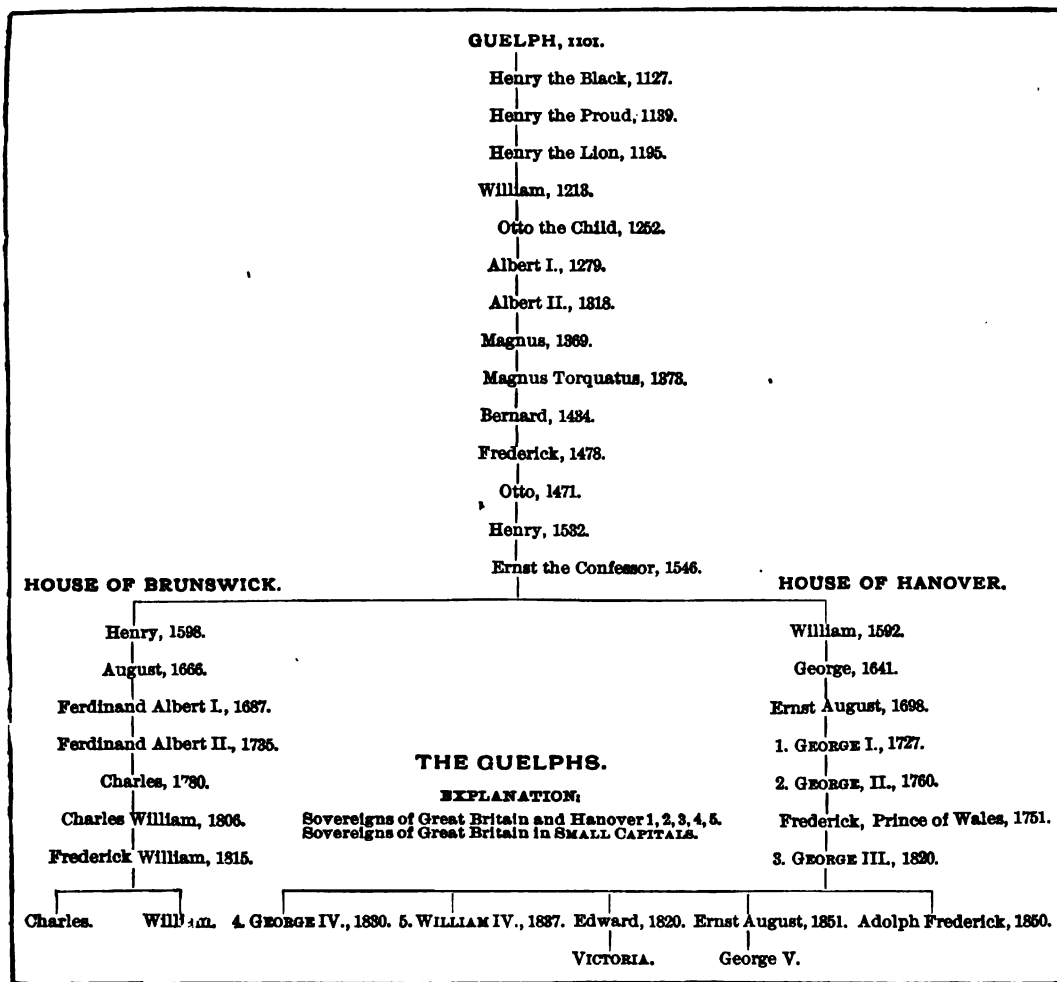 GUELPH, 1101.
Henry the Black, 1127.
Henry the Proud, 1139.
Henry the Lion, 1195.
William, 1213.
Otto the Child, 1252.
Albert I., 1279.
Albert II., 1318.
Magnus, 1369.
Magnus Torquatus, 1373.
Bernard, 1434.
Frederick, 1478.
Otto, 1471.
Henry, 1532.
Ernst the Confessor, 1546.
HOUSE OF BRUNSWICK.
Henry, 1598.
August, 1666.
Ferdinand Albert I., 1687.
Ferdinand Albert II., 1735.
Charles, 1780.
Charles William, 1806.
Frederick William, 1815.
Charles. William.
THE GUELPHS.
EXPLANATION:
Sovereigns of Great Britain and Hanover 1, 2, 3, 4, 5.
Sovereigns of Great Britain in SMALL CAPITALS.
HOUSE OF HANOVER.
William, 1592.
George, 1641.
Ernst August, 1698.
1. GEORGE I., 1727.
2. GEORGE, II., 1760.
Frederick, Prince of Wales, 1751.
3. GEORGE III., 1820.
4. GEORGE IV., 1830. 5. WILLIAM IV., 1837. Edward, 1820. Ernst August, 1851. Adolph Frederick, 1850.
VICTORIA. George V.